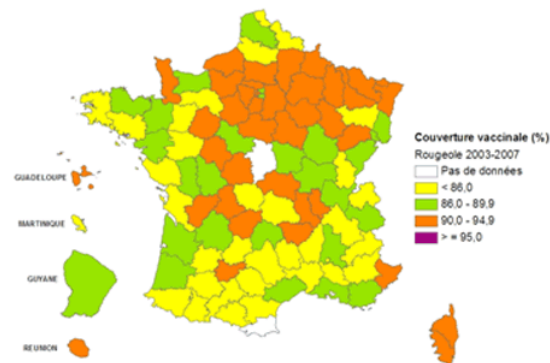 Couverture vaccinale (%)
Rougeole 2003-2007
Pas de données
< 86,0
86,0 - 89,9
90,0 - 94,9
> = 95,0
GUADELOUPE
MARTINIQUE
GUYANE
REUNION